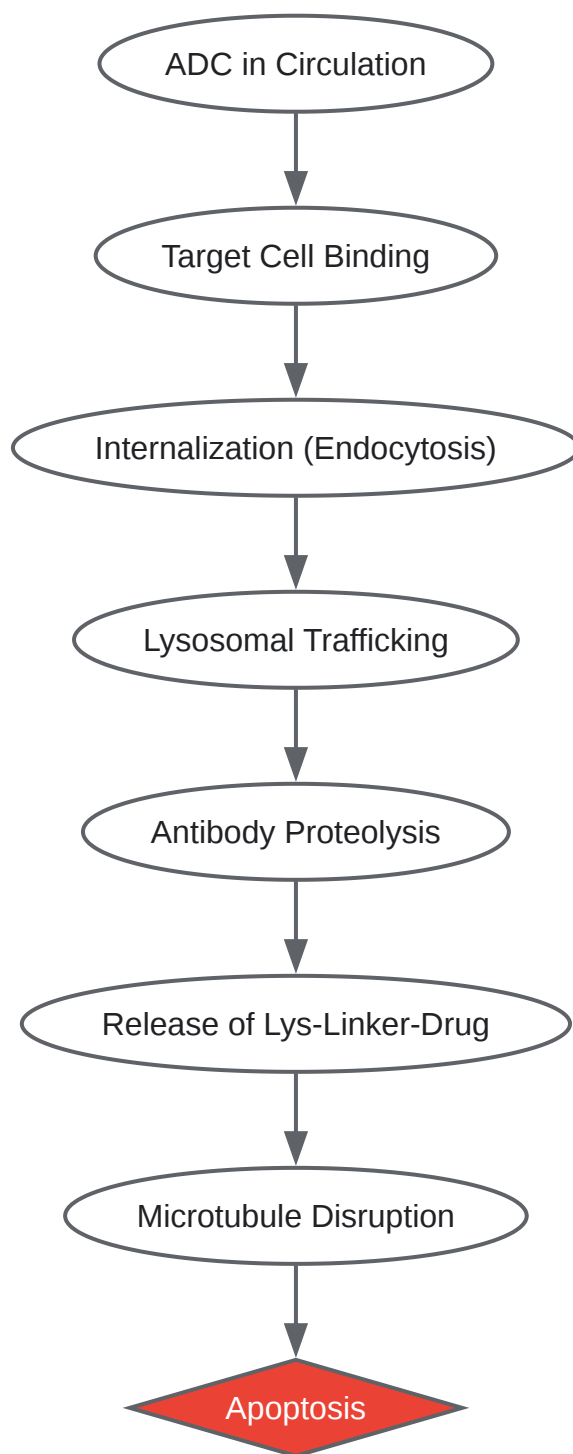 ADC in Circulation
Target Cell Binding
Internalization (Endocytosis)
Lysosomal Trafficking
Antibody Proteolysis
Release of Lys-Linker-Drug
Microtubule Disruption
Apoptosis